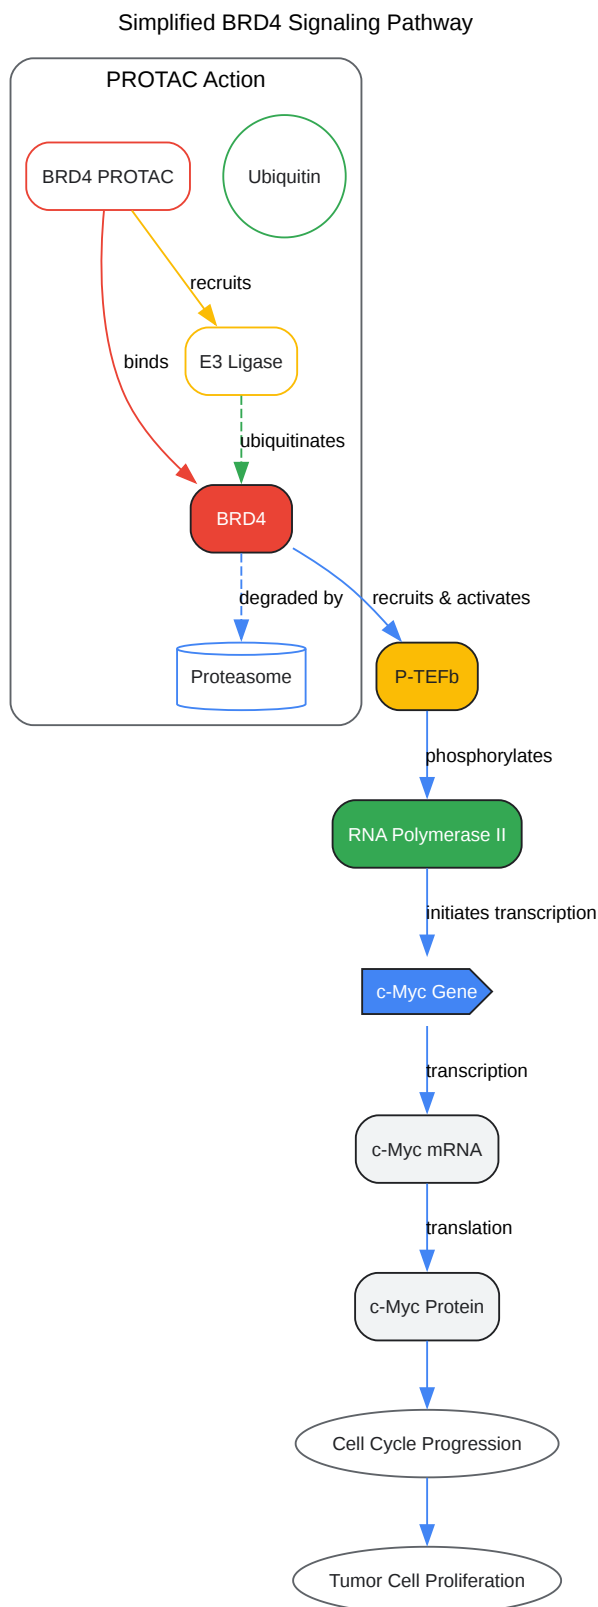 Simplified BRD4 Signaling Pathway
PROTAC Action
BRD4 PROTAC
Ubiquitin
recruits
binds
E3 Ligase
ubiquitinates
BRD4
degraded by
recruits & activates
Proteasome
P-TEFb
phosphorylates
RNA Polymerase II
initiates transcription
c-Myc Gene
transcription
c-Myc mRNA
translation
c-Myc Protein
Cell Cycle Progression
Tumor Cell Proliferation